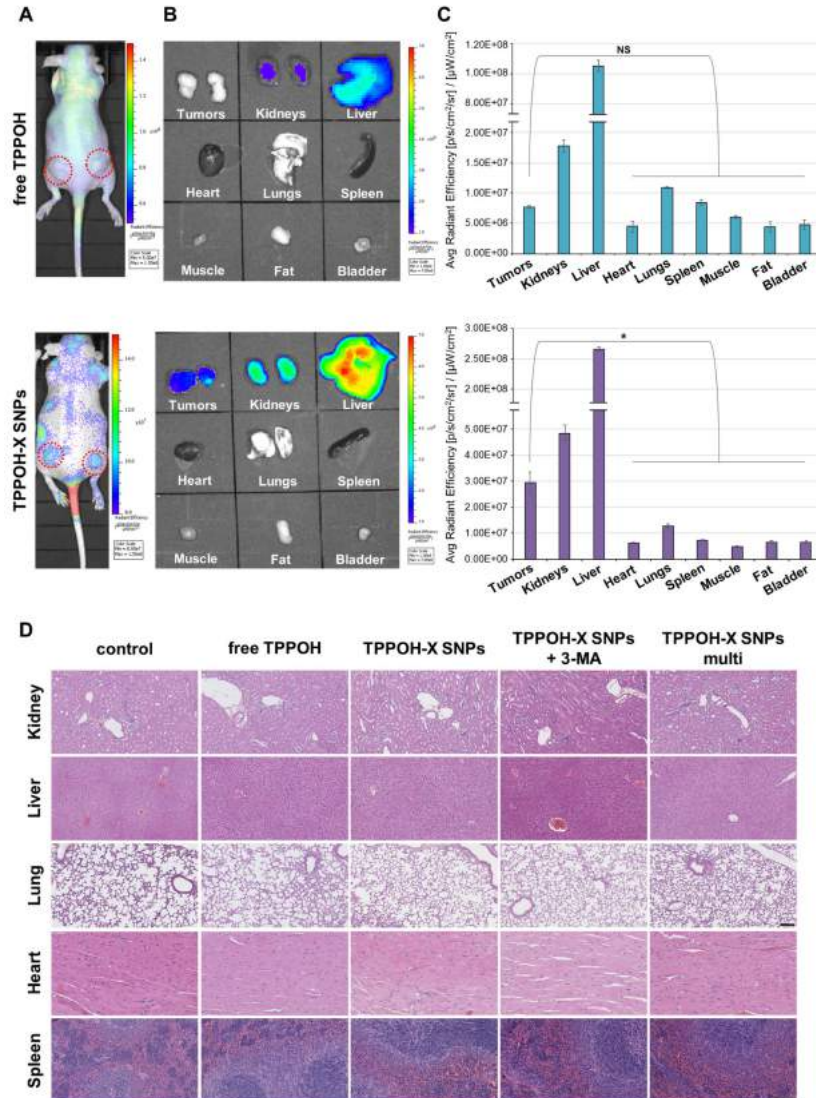 A
B
C
free TPPOH
Tumors
Kidneys
Liver
Heart
Lungs
Spleen
Muscle
Fat
Bladder
Avg Radiant Efficiency [p/s/cm²/sr] / [µW/cm²]
1.20E+08
1.00E+08
8.00E+07
2.00E+07
1.50E+07
1.00E+07
5.00E+06
0.00E+00
NS
Tumors
Kidneys
Liver
Heart
Lungs
Spleen
Muscle
Fat
Bladder
TPPOH-X SNPs
Tumors
Kidneys
Liver
Heart
Lungs
Spleen
Muscle
Fat
Bladder
Avg Radiant Efficiency [p/s/cm²/sr] / [µW/cm²]
3.00E+08
2.00E+08
1.00E+08
5.00E+07
4.00E+07
3.00E+07
2.00E+07
1.00E+07
0.00E+00
*
Tumors
Kidneys
Liver
Heart
Lungs
Spleen
Muscle
Fat
Bladder
D
control
free TPPOH
TPPOH-X SNPs
TPPOH-X SNPs
+ 3-MA
TPPOH-X SNPs
multi
Kidney
Liver
Lung
Heart
Spleen